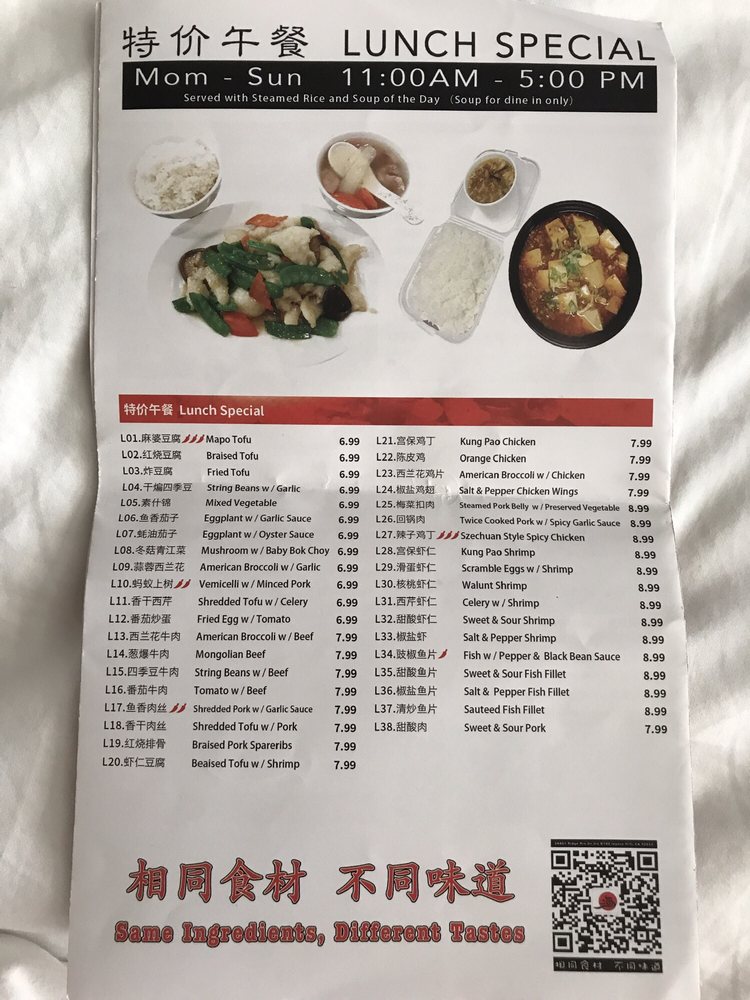 特价午餐 LUNCH SPECIAL
Mom - Sun 11:00AM - 5:00 PM
Served with Steamed Rice and Soup of the Day (Soup for dine in only)
特价午餐 Lunch Special
L01.麻婆豆腐 Mapo Tofu 6.99
L02.红烧豆腐 Braised Tofu 6.99
L03.炸豆腐 Fried Tofu 6.99
L04.干煸四季豆 String Beans w / Garlic 6.99
L05.素什锦 Mixed Vegetable 6.99
L06.鱼香茄子 Eggplant w / Garlic Sauce 6.99
L07.蚝油茄子 Eggplant w / Oyster Sauce 6.99
L08.冬菇青江菜 Mushroom w / Baby Bok Choy 6.99
L09.蒜蓉西兰花 American Broccoli w / Garlic 6.99
L10.蚂蚁上树 Vemicelli w / Minced Pork 6.99
L11.香干西芹 Shredded Tofu w / Celery 6.99
L12.番茄炒蛋 Fried Egg w / Tomato 6.99
L13.西兰花牛肉 American Broccoli w / Beef 7.99
L14.葱爆牛肉 Mongolian Beef 7.99
L15.四季豆牛肉 String Beans w / Beef 7.99
L16.番茄牛肉 Tomato w / Beef 7.99
L17.鱼香肉丝 Shredded Pork w / Garlic Sauce 7.99
L18.香干肉丝 Shredded Tofu w / Pork 7.99
L19.红烧排骨 Braised Pork Spareribs 7.99
L20.虾仁豆腐 Beaised Tofu w / Shrimp 7.99
L21.宫保鸡丁 Kung Pao Chicken 7.99
L22.陈皮鸡 Orange Chicken 7.99
L23.西兰花鸡片 American Broccoli w / Chicken 7.99
L24.椒盐鸡翅 Salt & Pepper Chicken Wings 7.99
L25.梅菜扣肉 Steamed Pork Belly w / Preserved Vegetable 8.99
L26.回锅肉 Twice Cooked Pork w / Spicy Garlic Sauce 8.99
L27.辣子鸡丁 Szechuan Style Spicy Chicken 8.99
L28.宫保虾仁 Kung Pao Shrimp 8.99
L29.滑蛋虾仁 Scramble Eggs w / Shrimp 8.99
L30.核桃虾仁 Walunt Shrimp 8.99
L31.西芹虾仁 Celery w / Shrimp 8.99
L32.甜酸虾仁 Sweet & Sour Shrimp 8.99
L33.椒盐虾 Salt & Pepper Shrimp 8.99
L34.豉椒鱼片 Fish w / Pepper & Black Bean Sauce 8.99
L35.甜酸鱼片 Sweet & Sour Fish Fillet 8.99
L36.椒盐鱼片 Salt & Pepper Fish Fillet 8.99
L37.清炒鱼片 Sauteed Fish Fillet 8.99
L38.甜酸肉 Sweet & Sour Pork 7.99
相同食材 不同味道
Same Ingredients, Different Tastes
相同食材 不同味道